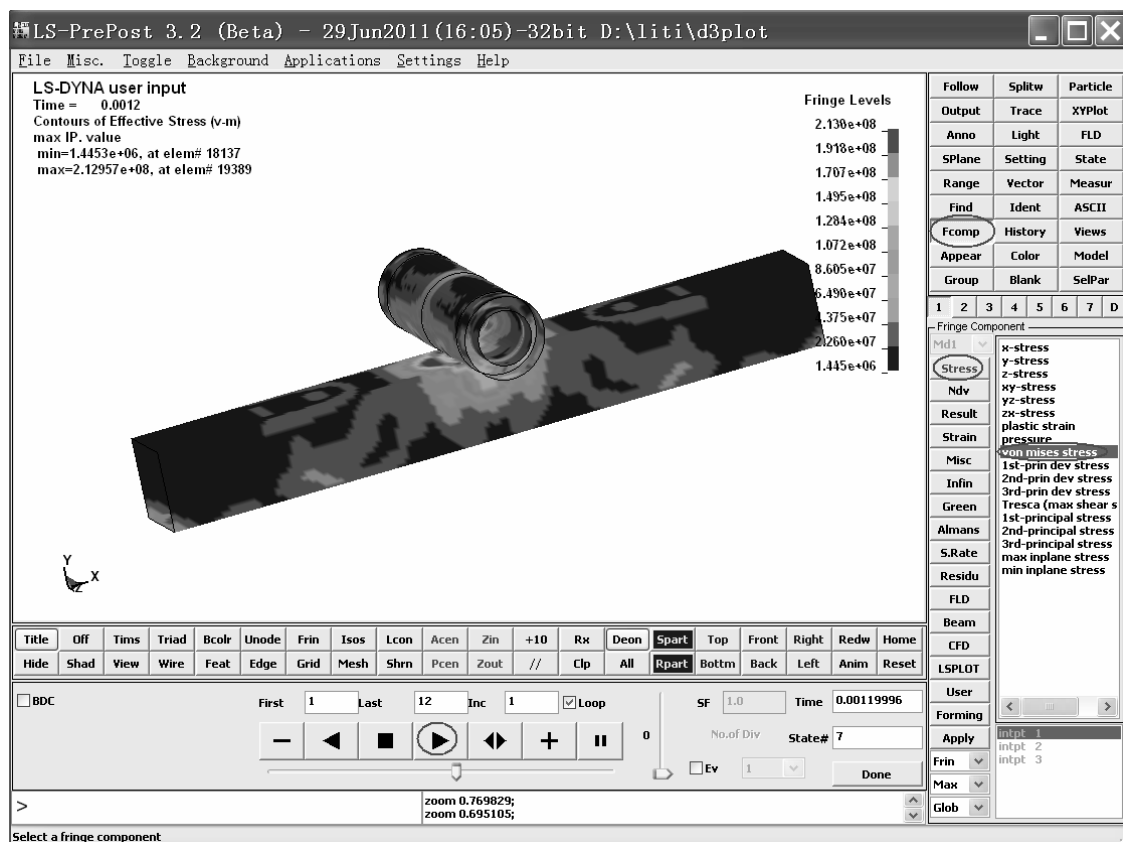 LS-PrePost 3.2 (Beta) - 29Jun2011(16:05)-32bit D:\liti\d3plot
File Misc. Toggle Background Applications Settings Help
LS-DYNA user input
Time = 0.0012
Contours of Effective Stress (v-m)
max IP. value
min=1.4453e+06, at elem# 18137
max=2.12957e+08, at elem# 19389
Fringe Levels
2.130e+08
1.918e+08
1.707e+08
1.495e+08
1.284e+08
1.072e+08
8.605e+07
6.490e+07
.375e+07
2.260e+07
1.445e+06
Y
X
Z
Follow Splitw Particle
Output Trace XYPlot
Anno Light FLD
SPlane Setting State
Range Vector Measur
Find Ident ASCII
Fcomp History Views
Appear Color Model
Group Blank SelPar
1 2 3 4 5 6 7 D
Fringe Component
Md1
Stress
Ndv
Result
Strain
Misc
Infin
Green
Almans
S.Rate
Residu
FLD
Beam
CFD
LSPLOT
User
Forming
Apply
Frin
Max
Glob
x-stress
y-stress
z-stress
xy-stress
yz-stress
zx-stress
plastic strain
pressure
von mises stress
1st-prin dev stress
2nd-prin dev stress
3rd-prin dev stress
Tresca (max shear s
1st-principal stress
2nd-principal stress
3rd-principal stress
max inplane stress
min inplane stress
intpt 1
intpt 2
intpt 3
Title Off Tims Triad Bcolr Unode Frin Isos Lcon Acen Zin +10 Rx Deon Spart Top Front Right Redw Home
Hide Shad View Wire Feat Edge Grid Mesh Shrn Pcen Zout // Clp All Rpart Bottm Back Left Anim Reset
BDC First 1 Last 12 Inc 1 Loop SF 1.0 Time 0.00119996
0 No.of Div State# 7
Ev 1 Done
>
zoom 0.769829;
zoom 0.695105;
Select a fringe component